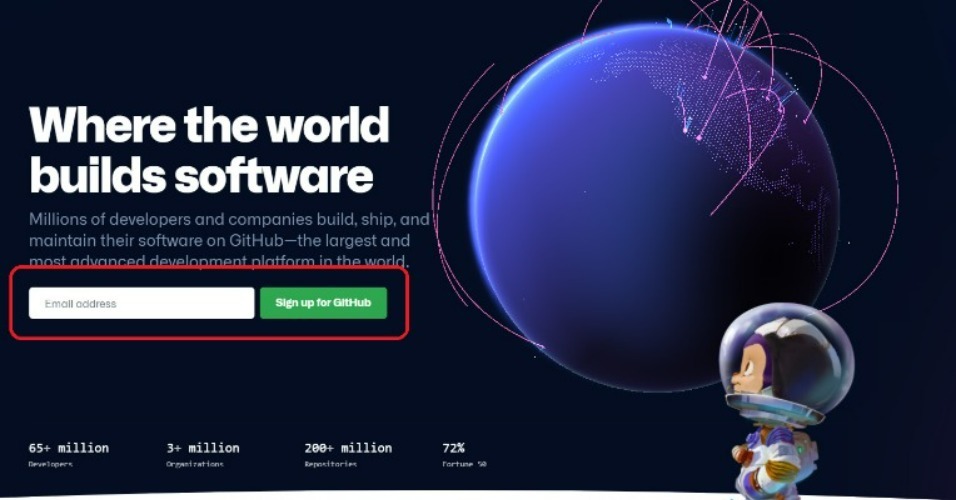 Where the world
builds software
Millions of developers and companies build, ship, and
maintain their software on GitHub—the largest and
most advanced development platform in the world.
Email address
Sign up for GitHub
65+ million
Developers
3+ million
Organizations
200+ million
Repositories
72%
Fortune 50